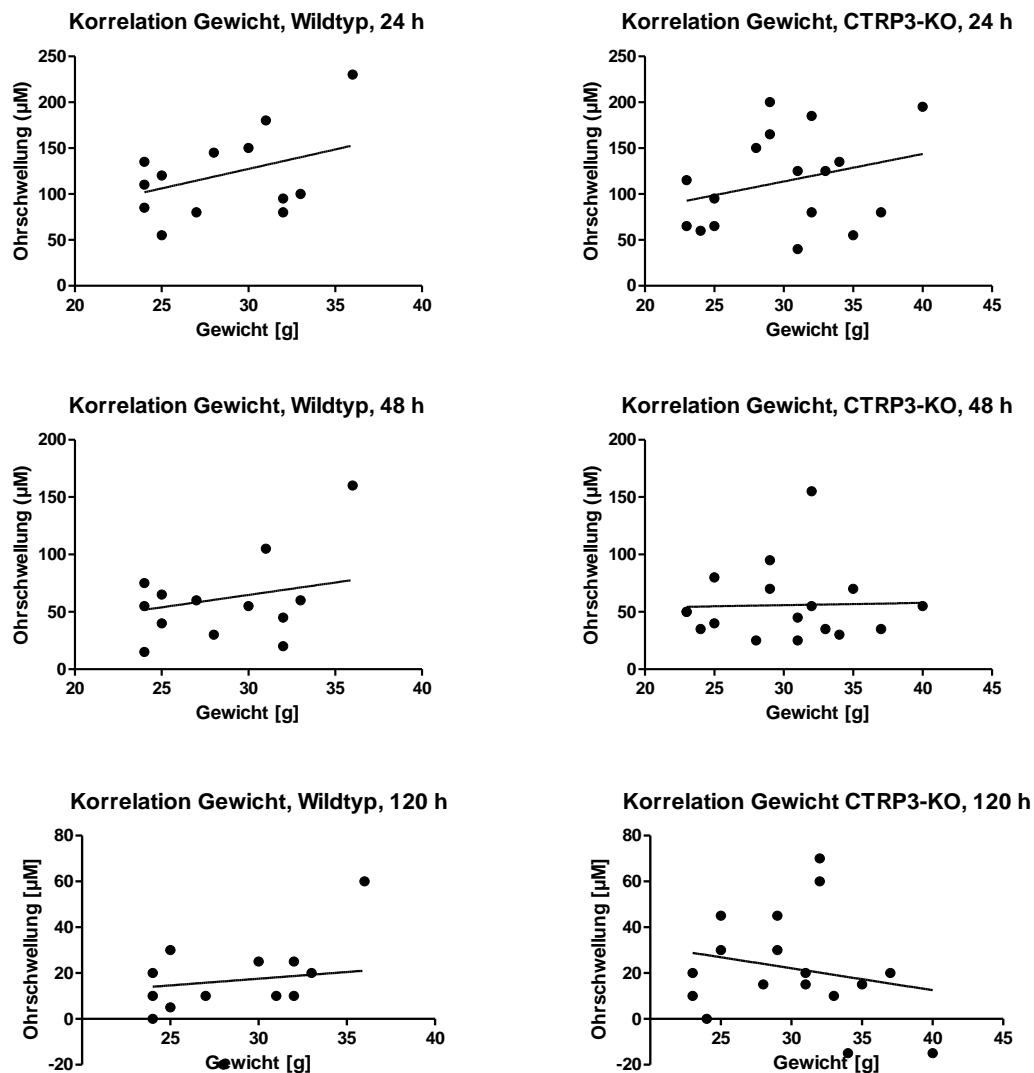 Korrelation Gewicht, Wildtyp, 24 h
250
200
150
100
50
0
Ohrschwellung (µM)
20 25 30 35 40
Gewicht [g]
Korrelation Gewicht, CTRP3-KO, 24 h
250
200
150
100
50
0
Ohrschwellung (µM)
20 25 30 35 40 45
Gewicht [g]
Korrelation Gewicht, Wildtyp, 48 h
200
150
100
50
0
Ohrschwellung (µM)
20 25 30 35 40
Gewicht [g]
Korrelation Gewicht, CTRP3-KO, 48 h
200
150
100
50
0
Ohrschwellung (µM)
20 25 30 35 40 45
Gewicht [g]
Korrelation Gewicht, Wildtyp, 120 h
80
60
40
20
0
-20
Ohrschwellung [µM]
25 30 35 40
Gewicht [g]
Korrelation Gewicht CTRP3-KO, 120 h
80
60
40
20
0
-20
Ohrschwellung [µM]
25 30 35 40 45
Gewicht [g]